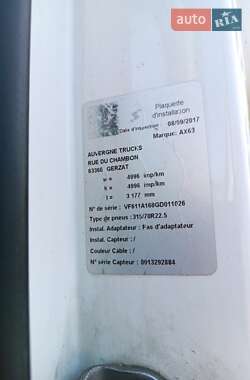 auto RIA
.com
Plaquette
d'installation
Date d'inspection : 08/09/2017
Marque: AX63
AUVERGNE TRUCKS
RUE DU CHAMBON
63360 GERZAT
w = 4996 imp/km
k = 4996 imp/km
l = 3 177 mm
N° de série : VF611A168GD011026
Type de pneus : 315/70R22.5
Instal. Adaptateur : Pas d'adaptateur
Instal. Capteur : /
Couleur Cable : /
N° série Capteur : 0913292884